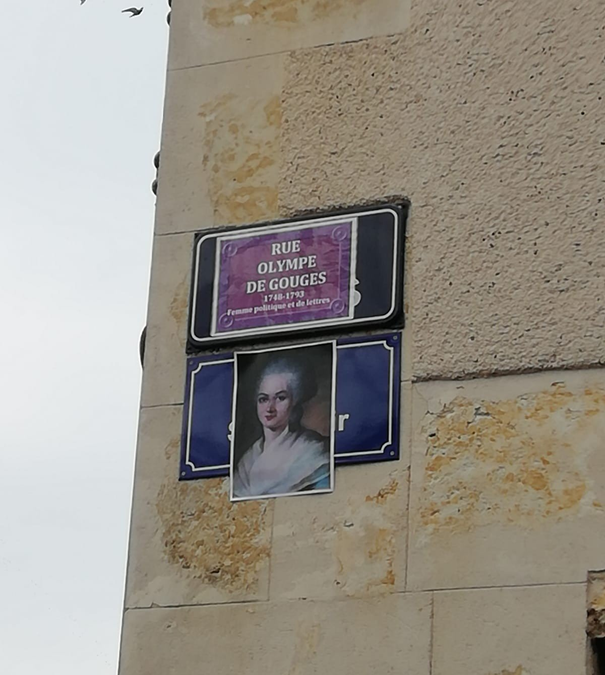 RUE
OLYMPE
DE GOUGES
1748-1793
Femme politique et de lettres